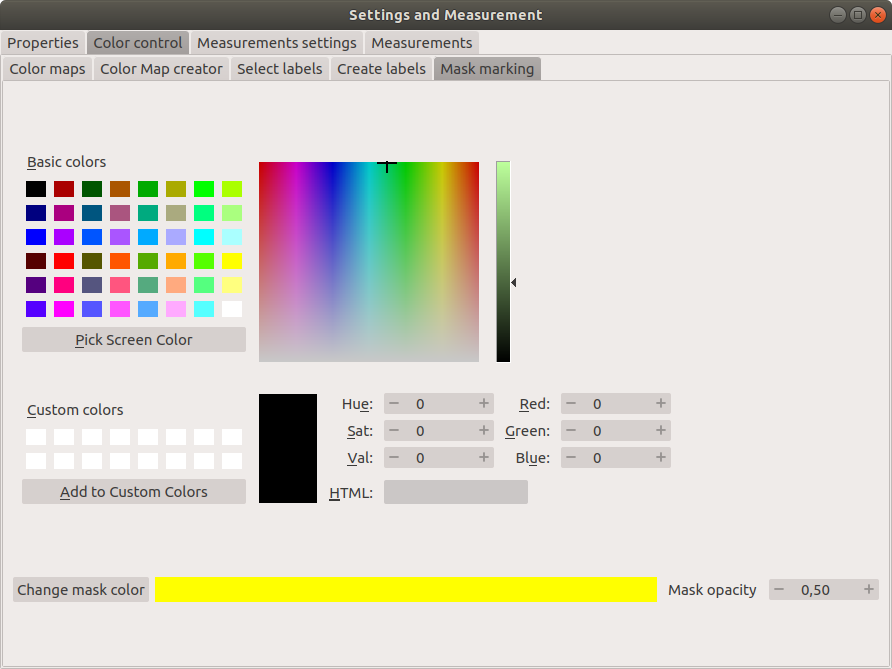 Settings and Measurement
Properties Color control Measurements settings Measurements
Color maps Color Map creator Select labels Create labels Mask marking
Basic colors
Pick Screen Color
Custom colors
Add to Custom Colors
Hue: − 0 + Red: − 0 +
Sat: − 0 + Green: − 0 +
Val: − 0 + Blue: − 0 +
HTML:
Change mask color Mask opacity − 0,50 +